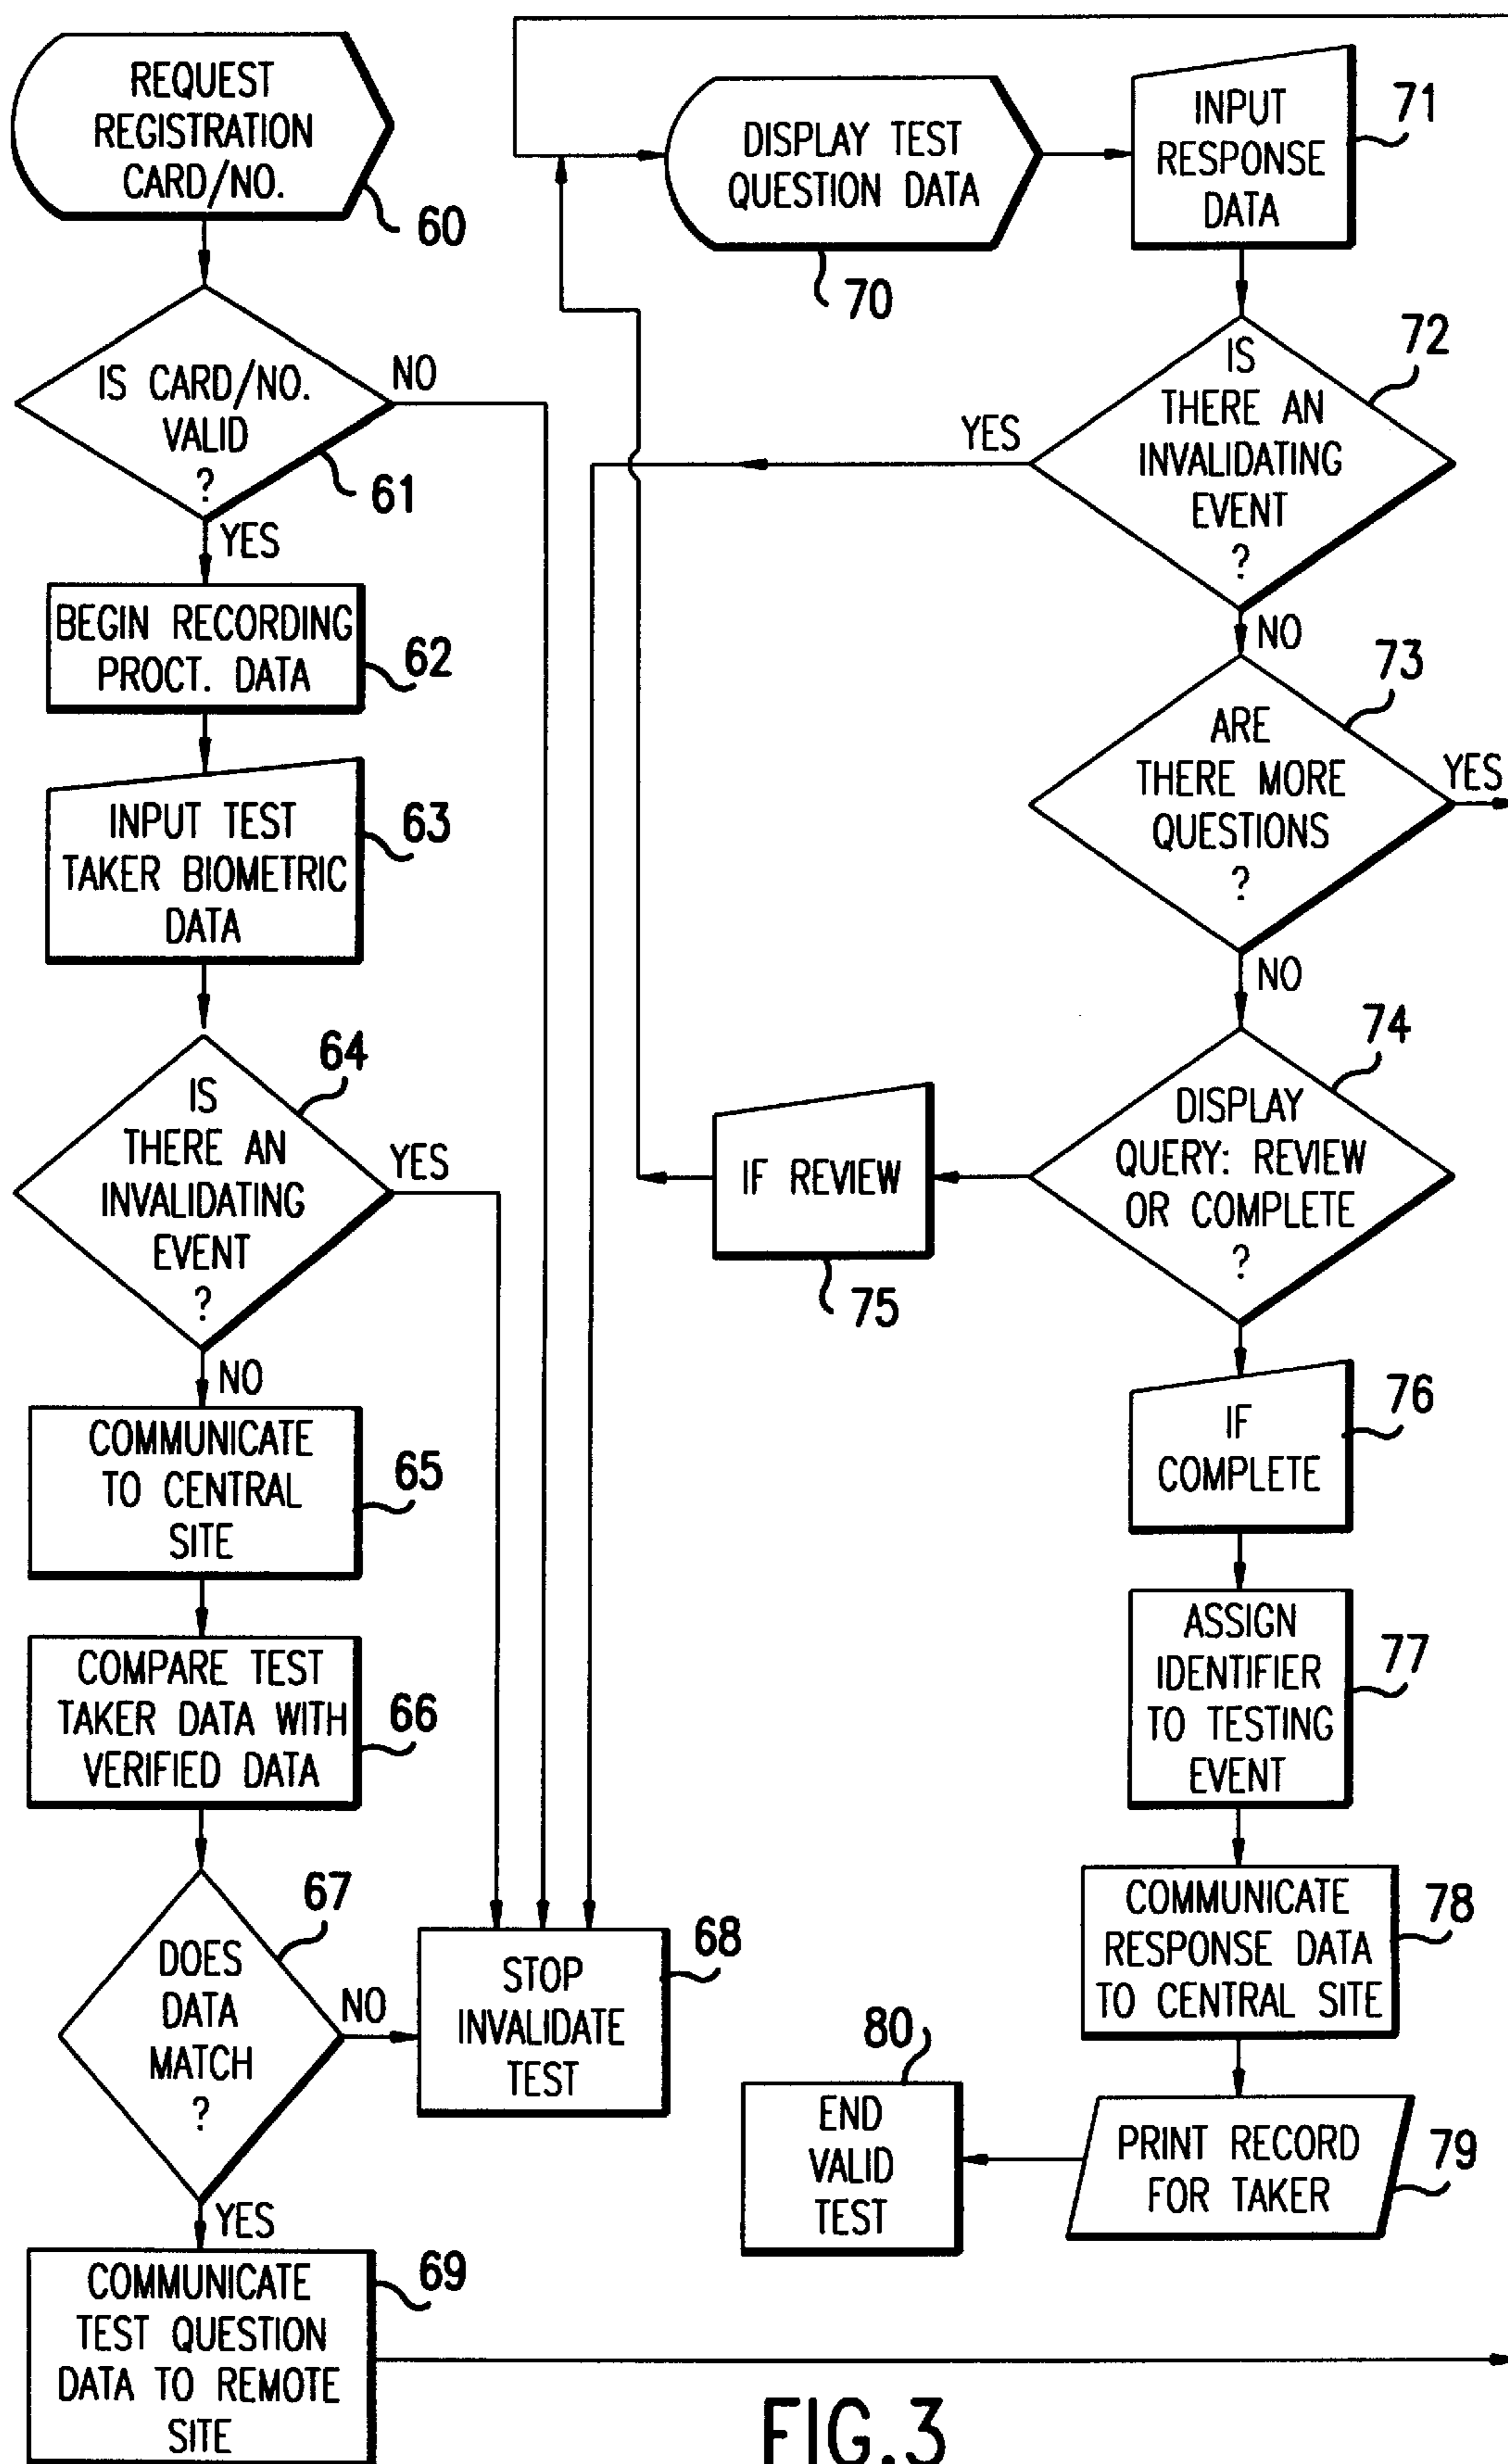 REQUEST
REGISTRATION
CARD/NO.
60
IS CARD/NO.
VALID
?
NO
61
YES
BEGIN RECORDING
PROCT. DATA
62
INPUT TEST
TAKER BIOMETRIC
DATA
63
64
IS
THERE AN
INVALIDATING
EVENT
?
YES
NO
COMMUNICATE
TO CENTRAL
SITE
65
COMPARE TEST
TAKER DATA WITH
VERIFIED DATA
66
67
DOES
DATA
MATCH
?
NO
YES
STOP
INVALIDATE
TEST
68
COMMUNICATE
TEST QUESTION
DATA TO REMOTE
SITE
69
DISPLAY TEST
QUESTION DATA
70
INPUT
RESPONSE
DATA
71
72
IS
THERE AN
INVALIDATING
EVENT
?
YES
NO
73
ARE
THERE MORE
QUESTIONS
?
YES
NO
74
DISPLAY
QUERY: REVIEW
OR COMPLETE
?
IF REVIEW
75
IF
COMPLETE
76
ASSIGN
IDENTIFIER
TO TESTING
EVENT
77
COMMUNICATE
RESPONSE DATA
TO CENTRAL SITE
78
PRINT RECORD
FOR TAKER
79
80
END
VALID
TEST
FIG.3